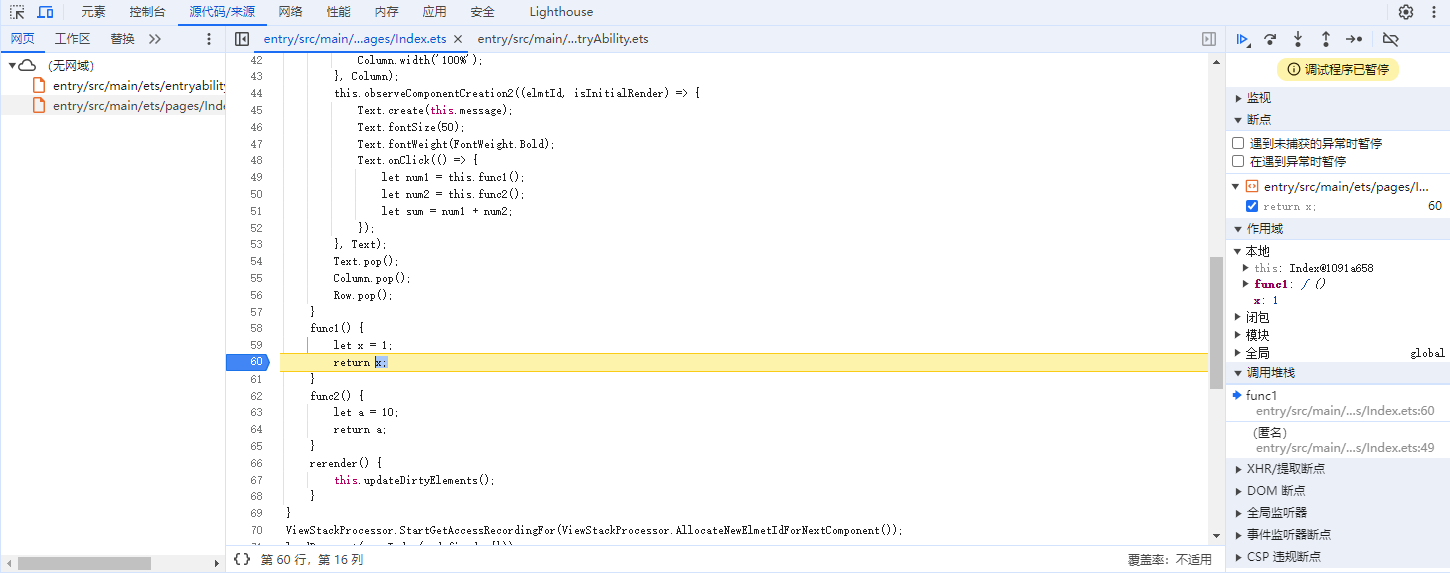 元素 控制台 源代码/来源 网络 性能 内存 应用 安全 Lighthouse
网页 工作区 替换
(无网域)
entry/src/main/ets/entryability
entry/src/main/ets/pages/Ind
entry/src/main/...ages/Index.ets entry/src/main/...tryAbility.ets
42 Column.width('100%');
43 }, Column);
44 this.observeComponentCreation2((elmtId, isInitialRender) => {
45 Text.create(this.message);
46 Text.fontSize(50);
47 Text.fontWeight(FontWeight.Bold);
48 Text.onClick(() => {
49 let num1 = this.func1();
50 let num2 = this.func2();
51 let sum = num1 + num2;
52 });
53 }, Text);
54 Text.pop();
55 Column.pop();
56 Row.pop();
57 }
58 func1() {
59 let x = 1;
60 return x;
61 }
62 func2() {
63 let a = 10;
64 return a;
65 }
66 rerender() {
67 this.updateDirtyElements();
68 }
69 }
70 ViewStackProcessor.StartGetAccessRecordingFor(ViewStackProcessor.AllocateNewElmetIdForNextComponent());
{} 第 60 行，第 16 列
覆盖率：不适用
调试程序已暂停
监视
断点
遇到未捕获的异常时暂停
在遇到异常时暂停
entry/src/main/ets/pages/I...
return x; 60
作用域
本地
this: Index@1091a658
func1: ƒ ()
x: 1
闭包
模块
全局 global
调用堆栈
func1
entry/src/main/...s/Index.ets:60
(匿名)
entry/src/main/...s/Index.ets:49
XHR/提取断点
DOM 断点
全局监听器
事件监听器断点
CSP 违规断点